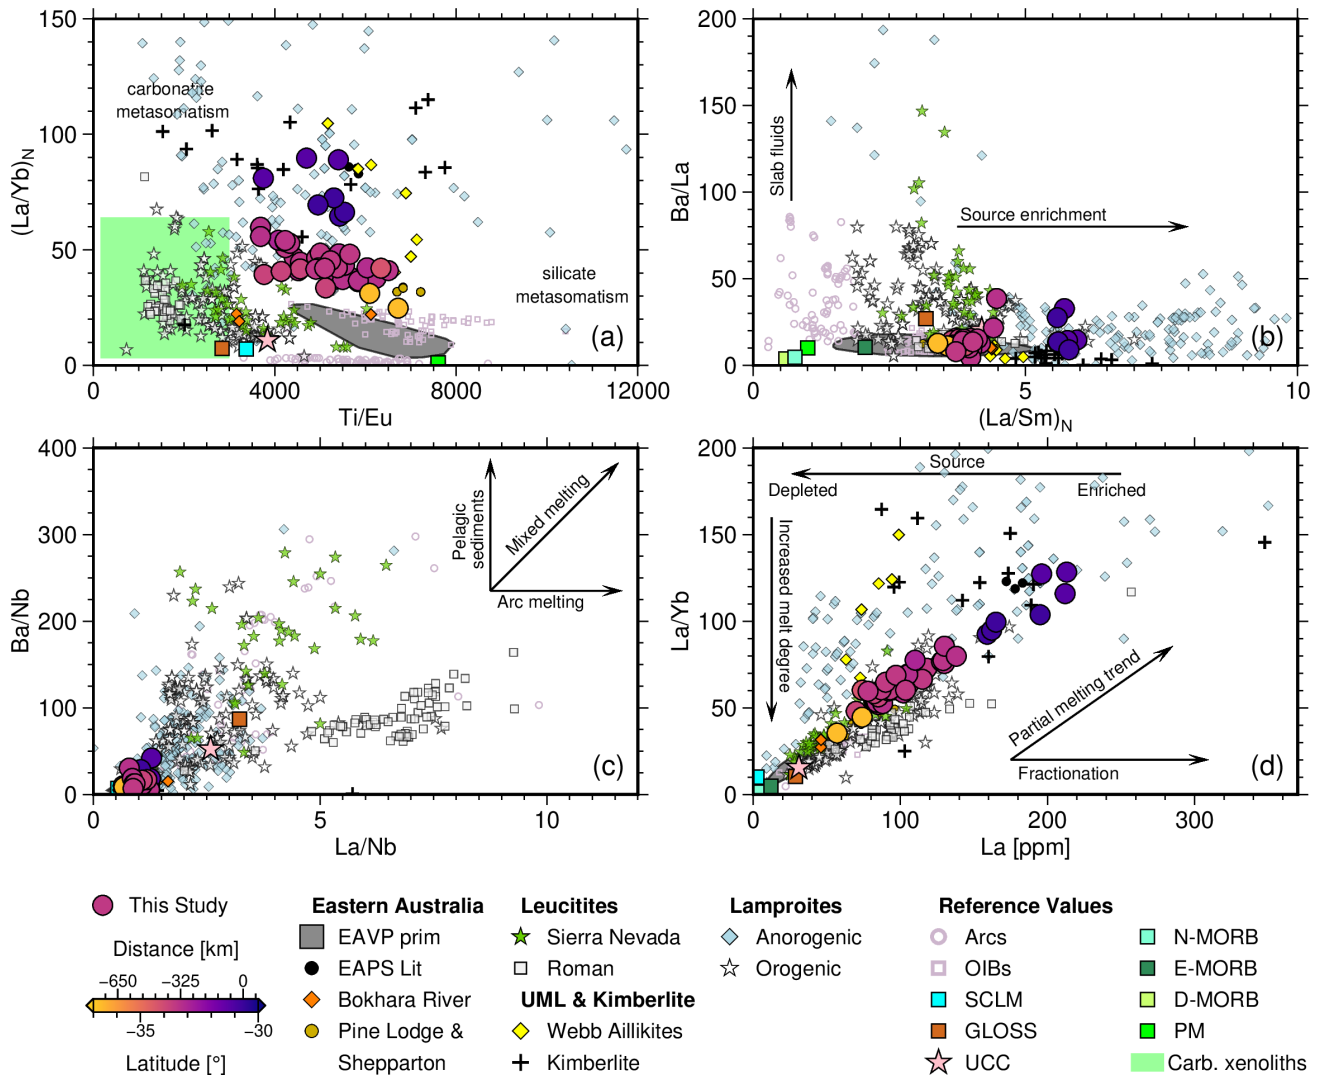 150
100
50
0
(La/Yb)N
carbonatite
metasomatism
silicate
metasomatism
(a)
0
4000
8000
12000
Ti/Eu
200
150
100
50
0
Ba/La
Slab fluids
Source enrichment
(b)
0
5
10
(La/Sm)N
400
300
200
100
0
Ba/Nb
Pelagic
sediments
Mixed melting
Arc melting
(c)
0
5
10
La/Nb
200
150
100
50
0
La/Yb
Source
Depleted
Enriched
Increased melt degree
Partial melting trend
Fractionation
(d)
0
100
200
300
La [ppm]
This Study
Distance [km]
−650
−325
0
−35
−30
Latitude [°]
Eastern Australia
EAVP prim
EAPS Lit
Bokhara River
Pine Lodge &
Shepparton
Leucitites
Sierra Nevada
Roman
UML & Kimberlite
Webb Aillikites
Kimberlite
Lamproites
Anorogenic
Orogenic
Reference Values
Arcs
OIBs
SCLM
GLOSS
UCC
N-MORB
E-MORB
D-MORB
PM
Carb. xenoliths